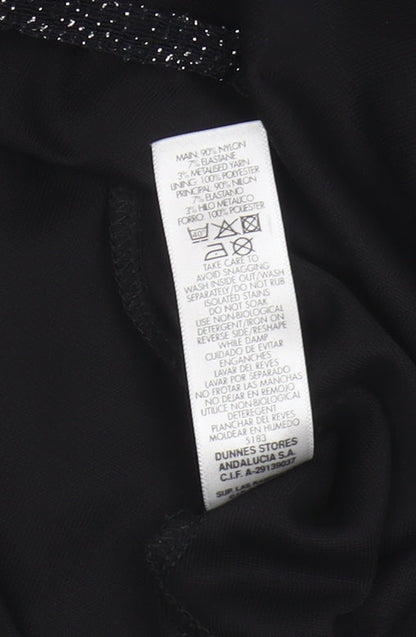 MAIN: 90% NYLON
7% ELASTANE
3% METALISED YARN
LINING: 100% POLYESTER
PRINCIPAL: 90% NILON
7% ELASTANO
3% HILO METALICO
FORRO: 100% POLIESTER
40°
TAKE CARE TO
AVOID SNAGGING
WASH INSIDE OUT/WASH
SEPARATELY/DO NOT RUB
ISOLATED STAINS
DO NOT SOAK
USE NON-BIOLOGICAL
DETERGENT/IRON ON
REVERSE SIDE/RESHAPE
WHILE DAMP
CUIDADO DE EVITAR
ENGANCHES
LAVAR DEL REVES
LAVAR POR SEPARADO
NO FROTAR LAS MANCHAS
NO DEJAR EN REMOJO
UTILICE NON-BIOLOGICAL
DETERGENT
PLANCHAR DEL REVES
MOLDEAR EN HUMEDO
5183
DUNNES STORES
ANDALUCIA S.A.
C.I.F. A-29139037
SUP. LAS